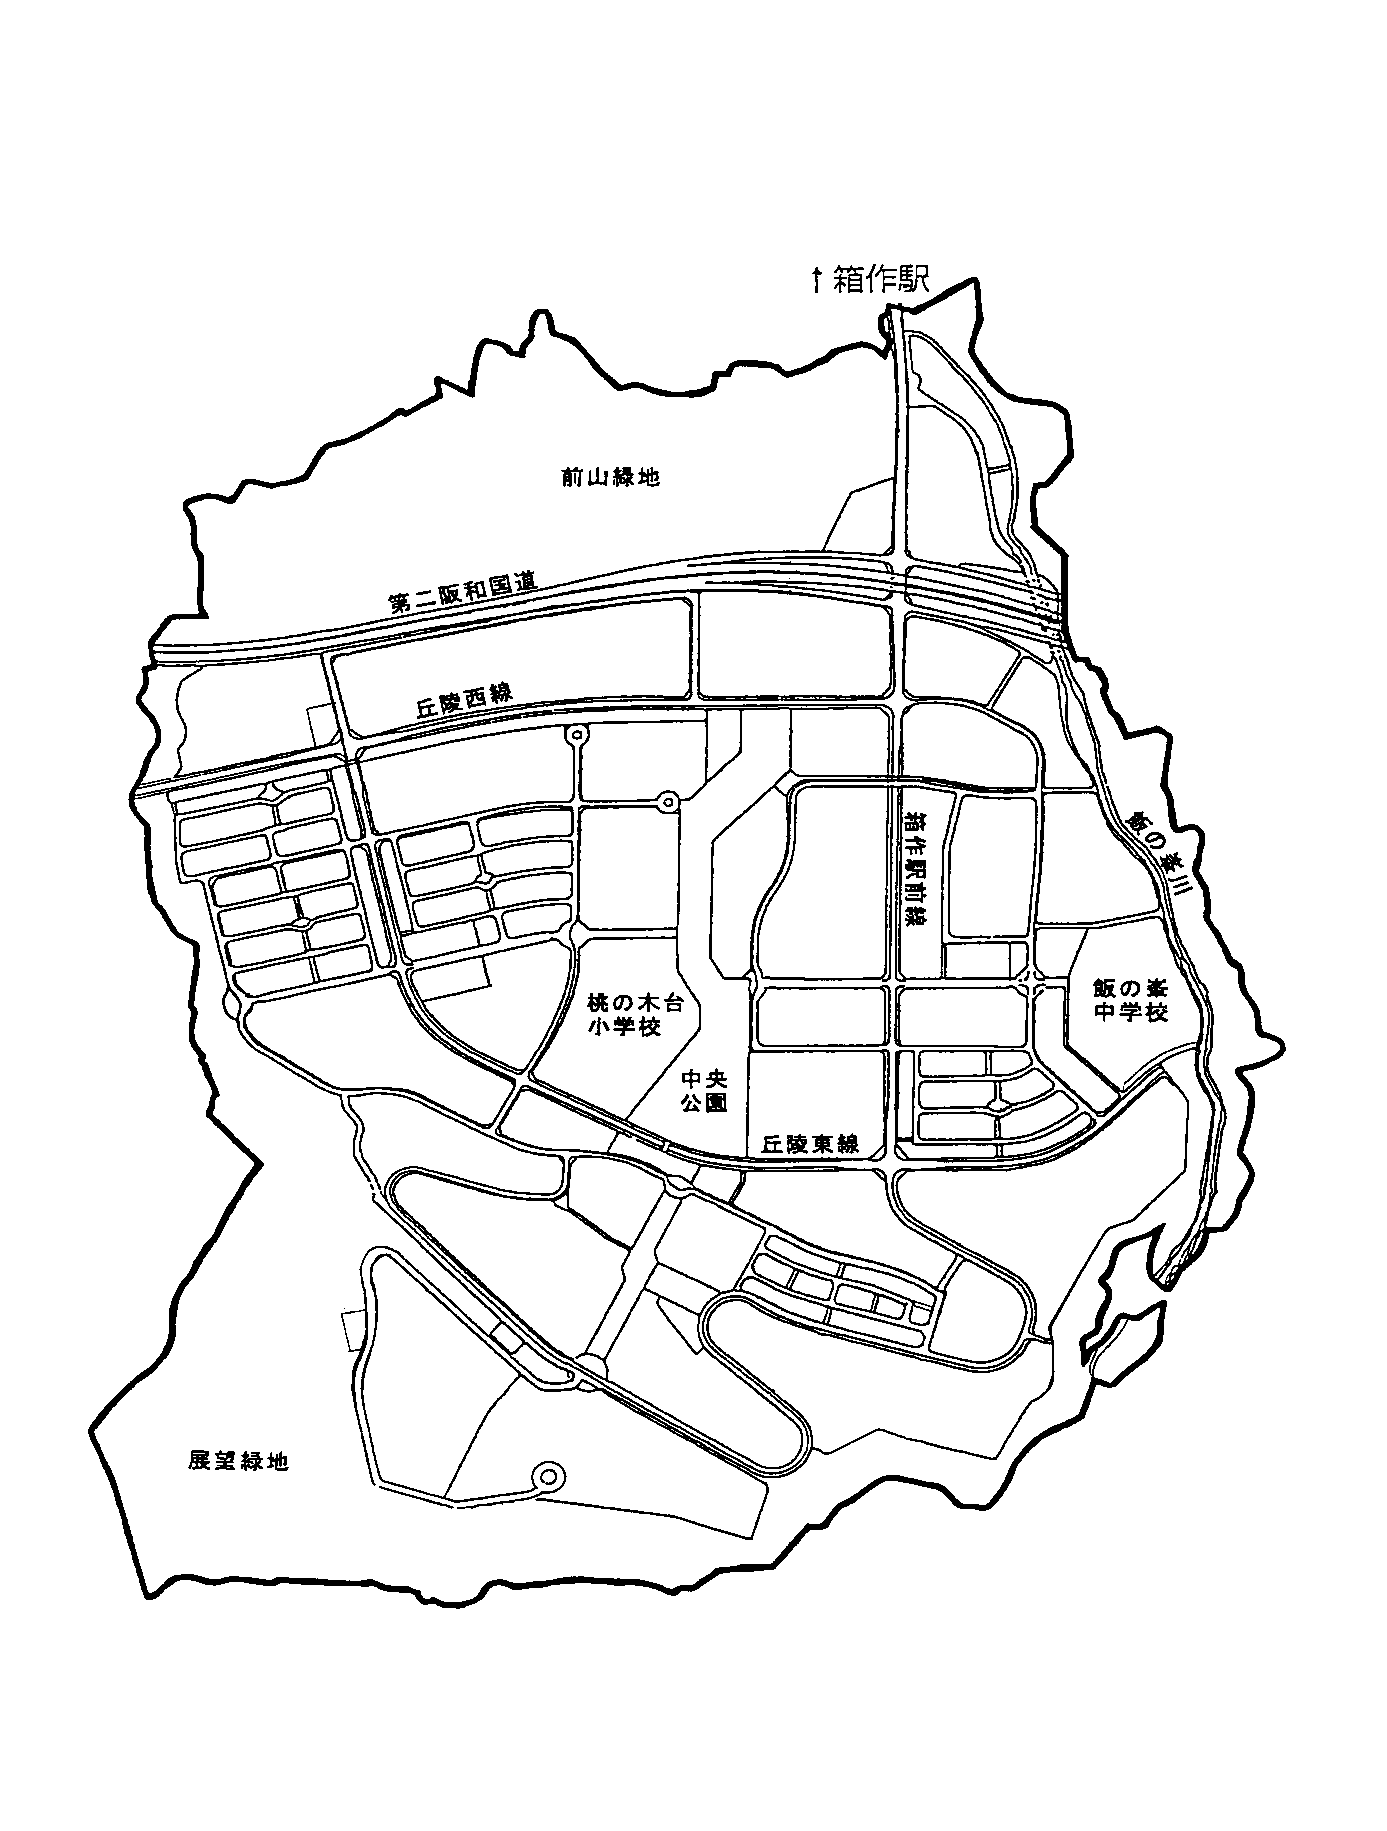 ↑箱作駅
前山緑地
第二阪和国道
丘陵西線
箱作駅前線
飯の峯川
桃の木台
小学校
飯の峯
中学校
中央
公園
丘陵東線
展望緑地